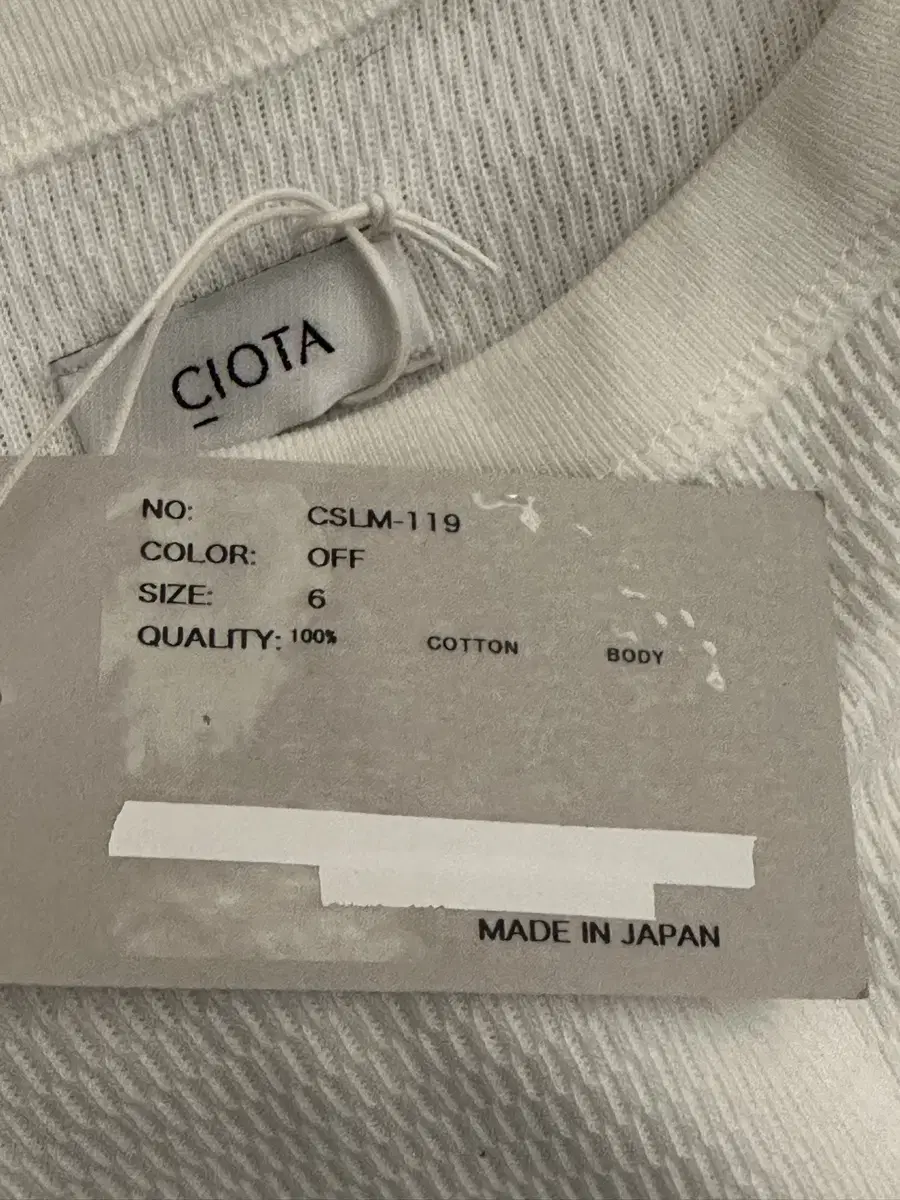 CIOTA
NO: CSLM-119
COLOR: OFF
SIZE: 6
QUALITY: 100% COTTON BODY
MADE IN JAPAN